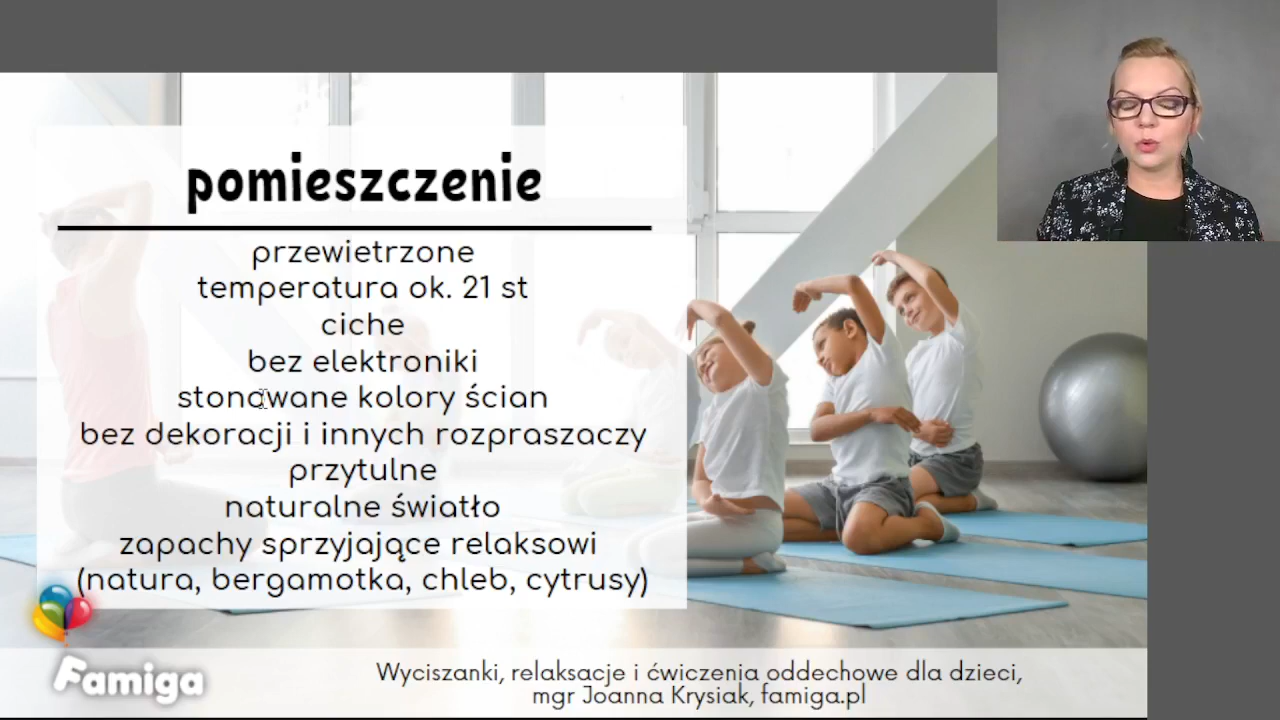 pomieszczenie
przewietrzone
temperatura ok. 21 st
ciche
bez elektroniki
stonowane kolory ścian
bez dekoracji i innych rozpraszaczy
przytulne
naturalne światło
zapachy sprzyjające relaksowi
(natura, bergamotka, chleb, cytrusy)
Famiga
Wyciszanki, relaksacje i ćwiczenia oddechowe dla dzieci,
mgr Joanna Krysiak, famiga.pl